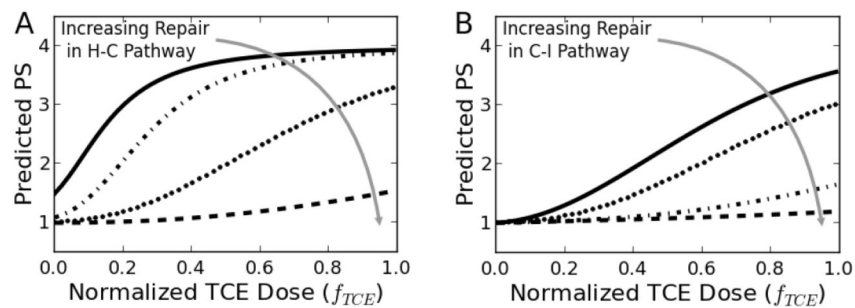 A
Increasing Repair
in H-C Pathway
Predicted PS
4
3
2
1
0.0 0.2 0.4 0.6 0.8 1.0
Normalized TCE Dose (f_TCE)
B
Increasing Repair
in C-I Pathway
Predicted PS
4
3
2
1
0.0 0.2 0.4 0.6 0.8 1.0
Normalized TCE Dose (f_TCE)